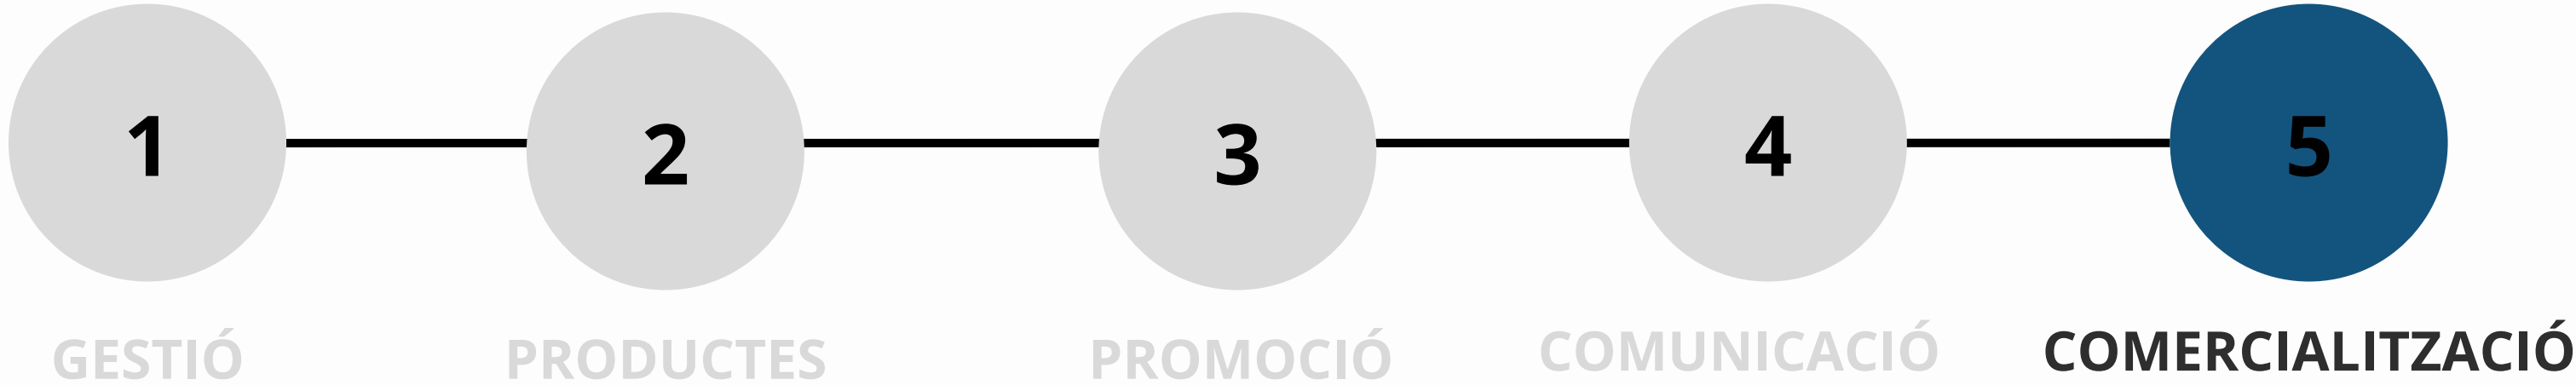 1
2
3
4
5
GESTIÓ
PRODUCTES
PROMOCIÓ
COMUNICACIÓ
COMERCIALITZACIÓ